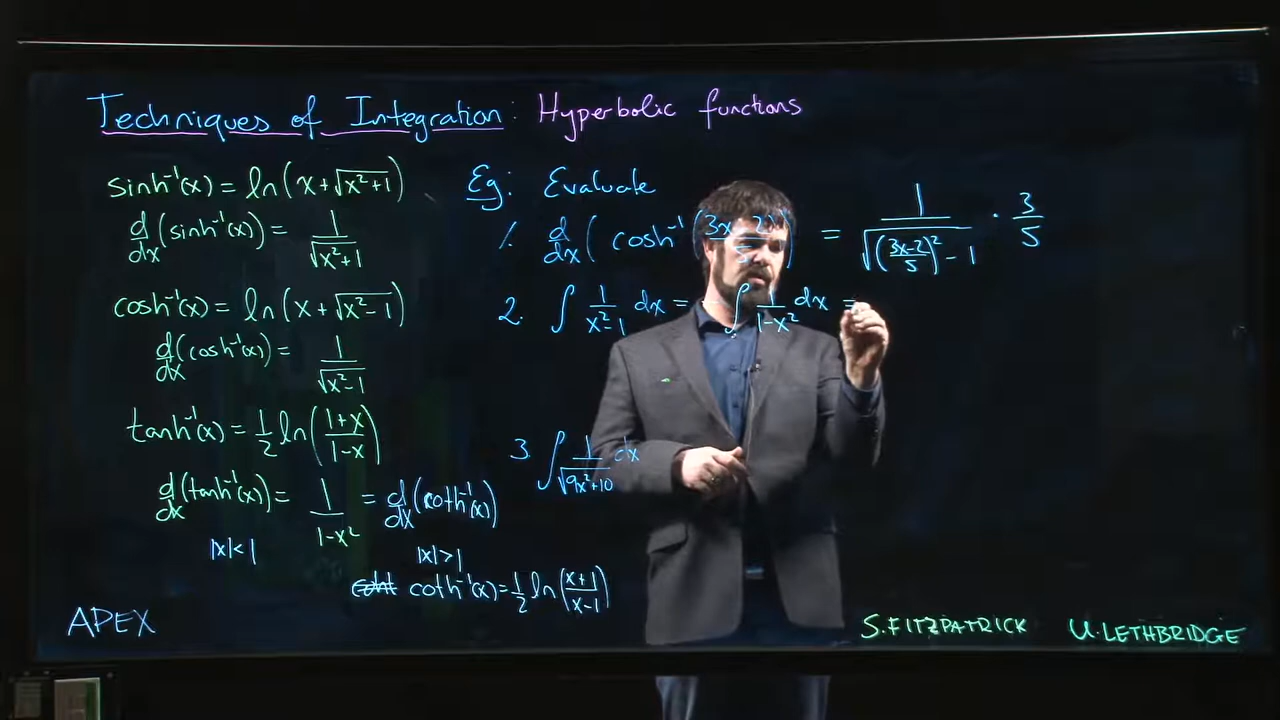 Techniques of Integration: Hyperbolic functions
sinh⁻¹(x) = ln(x+√(x²+1))
d/dx(sinh⁻¹(x)) = 1/√(x²+1)
cosh⁻¹(x) = ln(x+√(x²-1))
d/dx(cosh⁻¹(x)) = 1/√(x²-1)
tanh⁻¹(x) = 1/2 ln((1+x)/(1-x))
d/dx(tanh⁻¹(x)) = 1/(1-x²) = d/dx(coth⁻¹(x))
|x|<1 |x|>1
coth⁻¹(x) = 1/2 ln((x+1)/(x-1))
Eg: Evaluate
1. d/dx(cosh⁻¹((3x-2)/5)) = 1/√(((3x-2)/5)²-1) · 3/5
2. ∫ 1/(x²-1) dx = -∫ 1/(1-x²) dx =
3. ∫ 1/√(9x²+10) dx
APEX
S. FITZPATRICK U. LETHBRIDGE